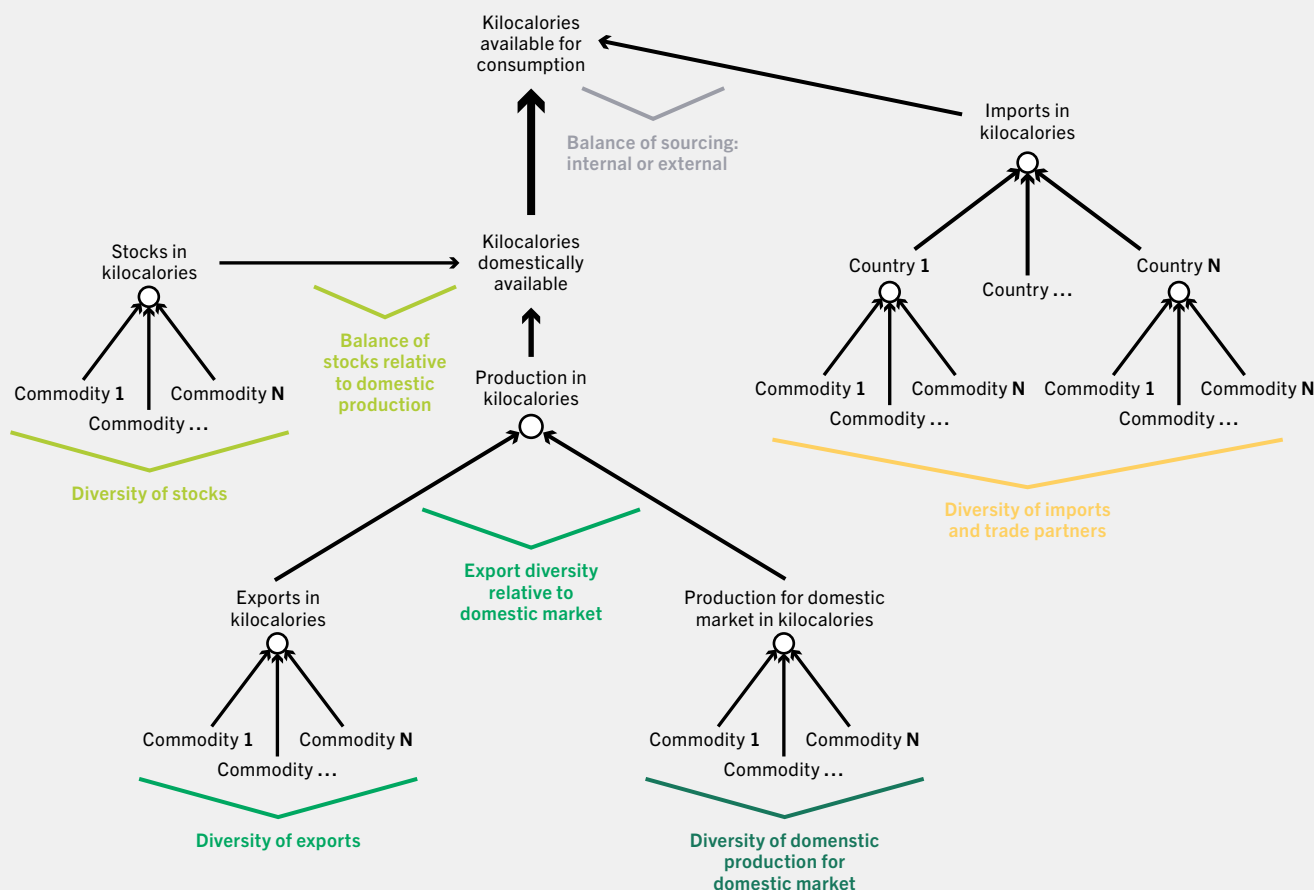 Kilocalories
available for
consumption
Imports in
kilocalories
Balance of sourcing:
internal or external
Stocks in
kilocalories
Kilocalories
domestically
available
Country 1
Country ...
Country N
Balance of
stocks relative
to domestic
production
Production in
kilocalories
Commodity 1
Commodity ...
Commodity N
Commodity 1
Commodity ...
Commodity N
Commodity 1
Commodity ...
Commodity N
Diversity of stocks
Diversity of imports
and trade partners
Export diversity
relative to
domestic market
Exports in
kilocalories
Production for domestic
market in kilocalories
Commodity 1
Commodity ...
Commodity N
Commodity 1
Commodity ...
Commodity N
Diversity of exports
Diversity of domenstic
production for
domestic market